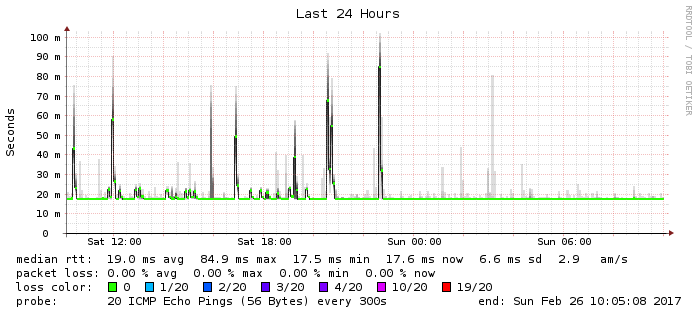 Last 24 Hours
RRDTOOL / TOBI OETIKER
Seconds
100 m
90 m
80 m
70 m
60 m
50 m
40 m
30 m
20 m
10 m
0
Sat 12:00 Sat 18:00 Sun 00:00 Sun 06:00
median rtt: 19.0 ms avg 84.9 ms max 17.5 ms min 17.6 ms now 6.6 ms sd 2.9 am/s
packet loss: 0.00 % avg 0.00 % max 0.00 % min 0.00 % now
loss color: 0 1/20 2/20 3/20 4/20 10/20 19/20
probe: 20 ICMP Echo Pings (56 Bytes) every 300s end: Sun Feb 26 10:05:08 2017